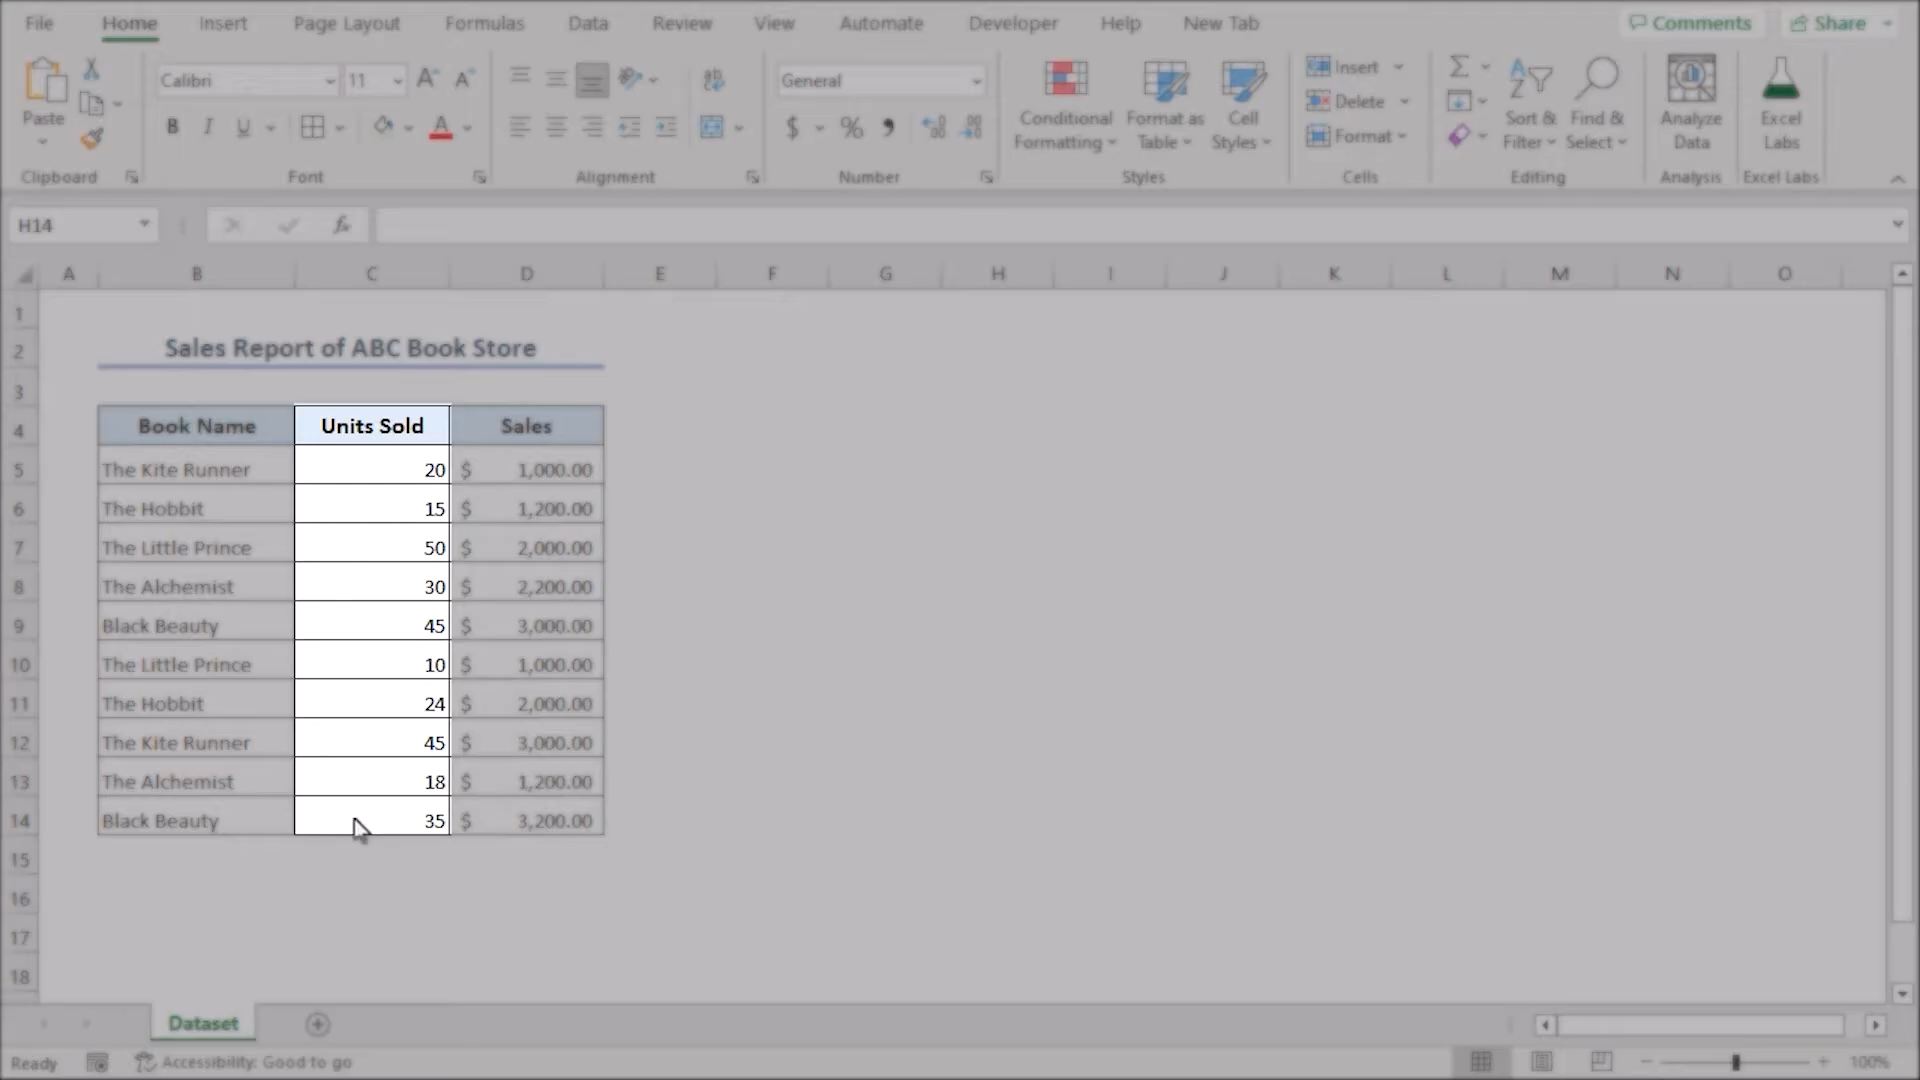 File Home Insert Page Layout Formulas Data Review View Automate Developer Help New Tab Comments Share
Calibri 11 A A ab General
Paste B I U A $ % , Conditional Formatting Format as Table Cell Styles Insert Delete Format Sort & Filter Find & Select Analyze Data Excel Labs
Clipboard Font Alignment Number Styles Cells Editing Analysis Excel Labs
H14 fx
A B C D E F G H I J K L M N O
1
2 Sales Report of ABC Book Store
3
4 Book Name Units Sold Sales
5 The Kite Runner 20 $ 1,000.00
6 The Hobbit 15 $ 1,200.00
7 The Little Prince 50 $ 2,000.00
8 The Alchemist 30 $ 2,200.00
9 Black Beauty 45 $ 3,000.00
10 The Little Prince 10 $ 1,000.00
11 The Hobbit 24 $ 2,000.00
12 The Kite Runner 45 $ 3,000.00
13 The Alchemist 18 $ 1,200.00
14 Black Beauty 35 $ 3,200.00
15
16
17
18
Dataset
Ready Accessibility: Good to go 100%